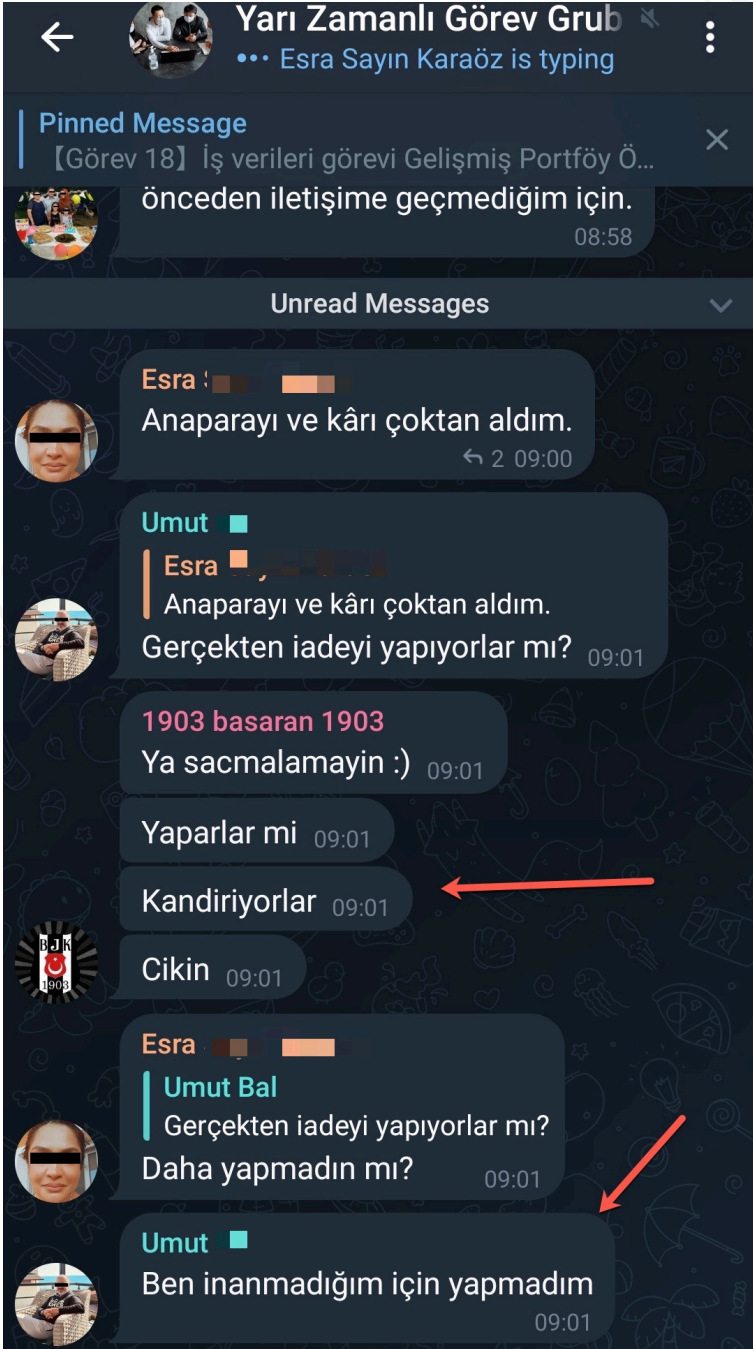 Yarı Zamanlı Görev Grub
Esra Sayın Karaöz is typing
Pinned Message
【Görev 18】İş verileri görevi Gelişmiş Portföy Ö...
önceden iletişime geçmediğim için.
08:58
Unread Messages
Esra
Anaparayı ve kârı çoktan aldım.
2 09:00
Umut
Esra
Anaparayı ve kârı çoktan aldım.
Gerçekten iadeyi yapıyorlar mı? 09:01
1903 basaran 1903
Ya sacmalamayin :) 09:01
Yaparlar mi 09:01
Kandiriyorlar 09:01
BJK
1903
Cikin 09:01
Esra
Umut Bal
Gerçekten iadeyi yapıyorlar mı?
Daha yapmadın mı? 09:01
Umut
Ben inanmadığım için yapmadım
09:01